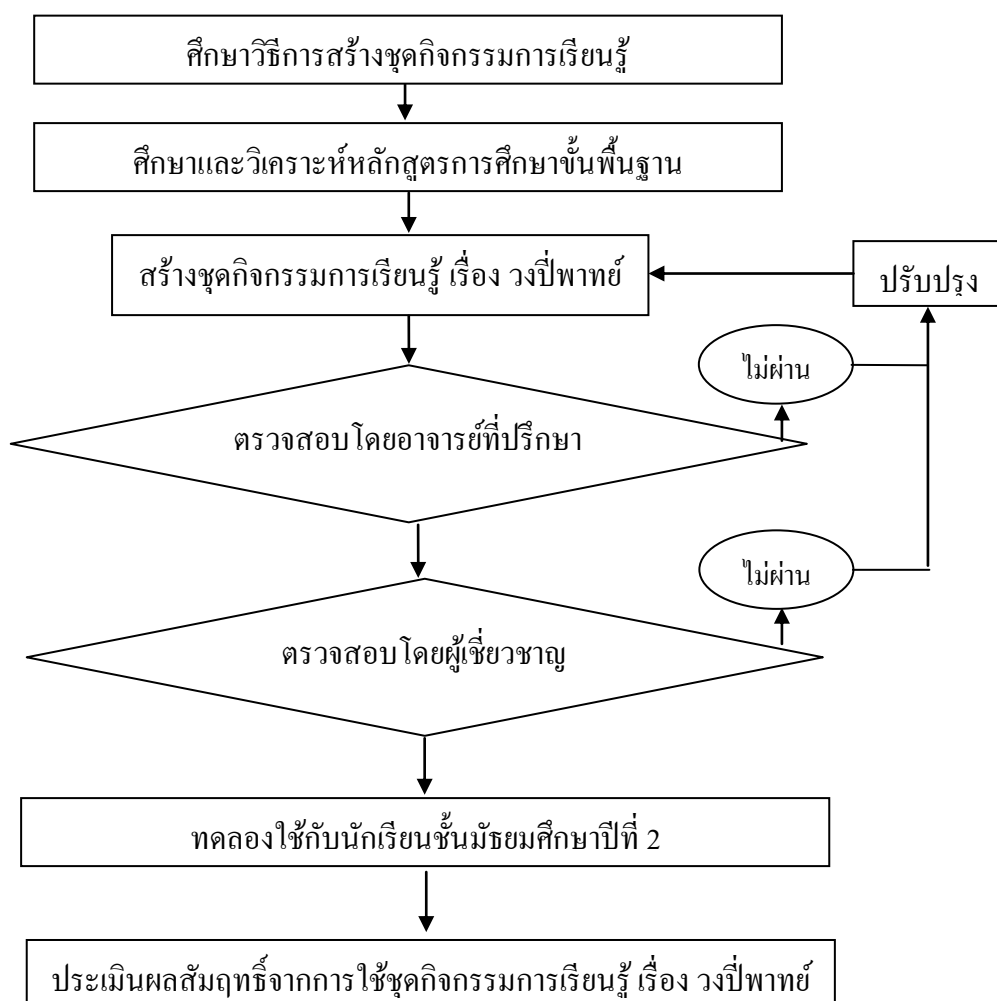 ศึกษาวิธีการสร้างชุดกิจกรรมการเรียนรู้
ศึกษาและวิเคราะห์หลักสูตรการศึกษาขั้นพื้นฐาน
สร้างชุดกิจกรรมการเรียนรู้ เรื่อง วงปี่พาทย์
ปรับปรุง
ไม่ผ่าน
ตรวจสอบโดยอาจารย์ที่ปรึกษา
ไม่ผ่าน
ตรวจสอบโดยผู้เชี่ยวชาญ
ทดลองใช้กับนักเรียนชั้นมัธยมศึกษาปีที่ 2
ประเมินผลสัมฤทธิ์จากการใช้ชุดกิจกรรมการเรียนรู้ เรื่อง วงปี่พาทย์